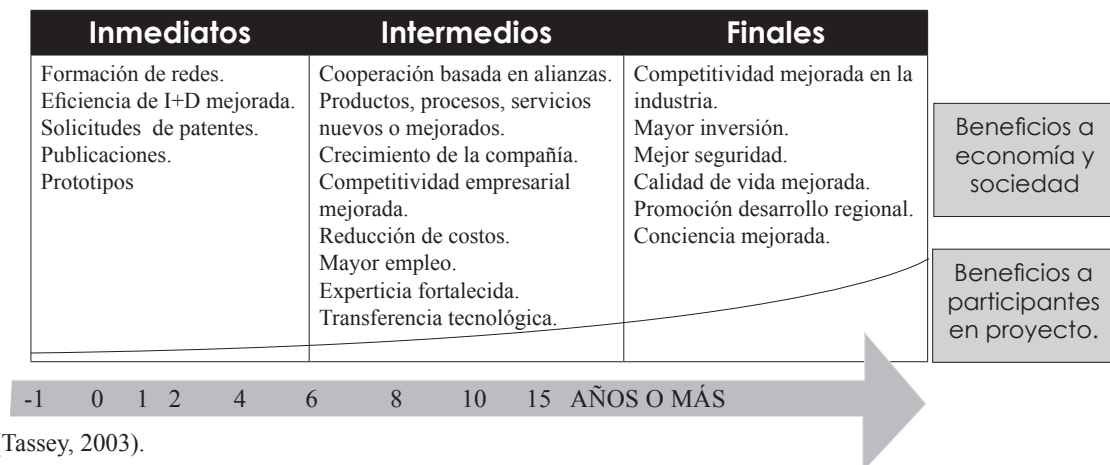 Inmediatos
Intermedios
Finales
Formación de redes.
Eficiencia de I+D mejorada.
Solicitudes de patentes.
Publicaciones.
Prototipos
Cooperación basada en alianzas.
Productos, procesos, servicios
nuevos o mejorados.
Crecimiento de la compañía.
Competitividad empresarial
mejorada.
Reducción de costos.
Mayor empleo.
Experticia fortalecida.
Transferencia tecnológica.
Competitividad mejorada en la
industria.
Mayor inversión.
Mejor seguridad.
Calidad de vida mejorada.
Promoción desarrollo regional.
Conciencia mejorada.
Beneficios a
economía y
sociedad
Beneficios a
participantes
en proyecto.
-1 0 1 2 4 6 8 10 15 AÑOS O MÁS
(Tassey, 2003).